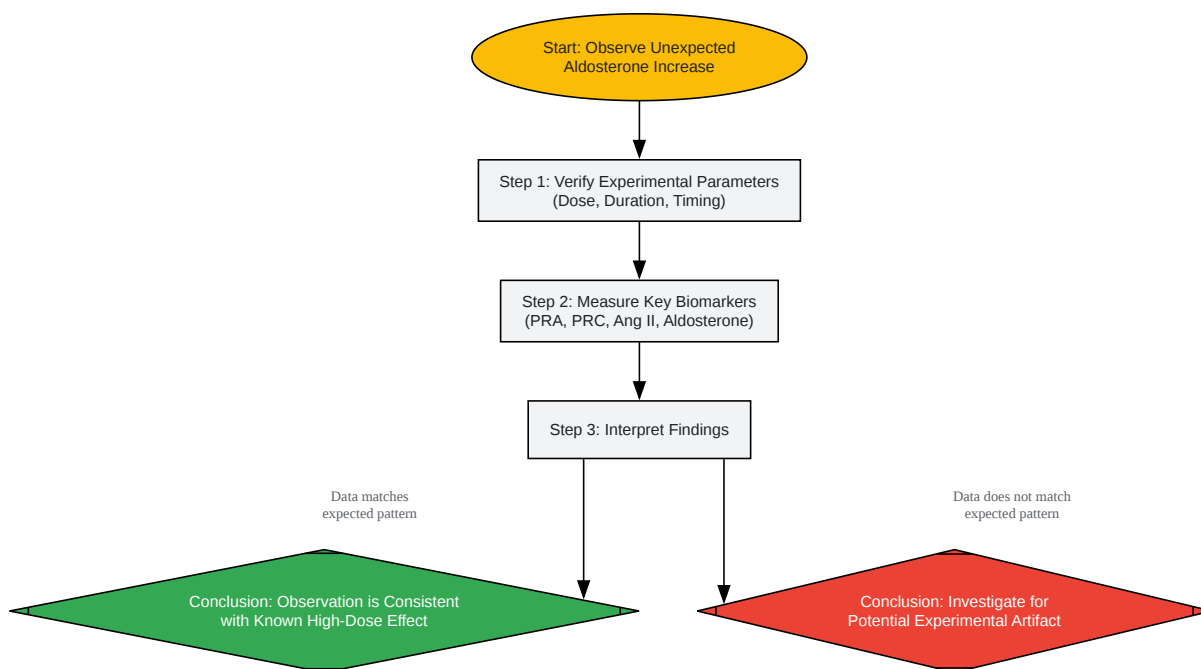 Start: Observe Unexpected
Aldosterone Increase
Step 1: Verify Experimental Parameters
(Dose, Duration, Timing)
Step 2: Measure Key Biomarkers
(PRA, PRC, Ang II, Aldosterone)
Step 3: Interpret Findings
Data matches
expected pattern
Data does not match
expected pattern
Conclusion: Observation is Consistent
with Known High-Dose Effect
Conclusion: Investigate for
Potential Experimental Artifact